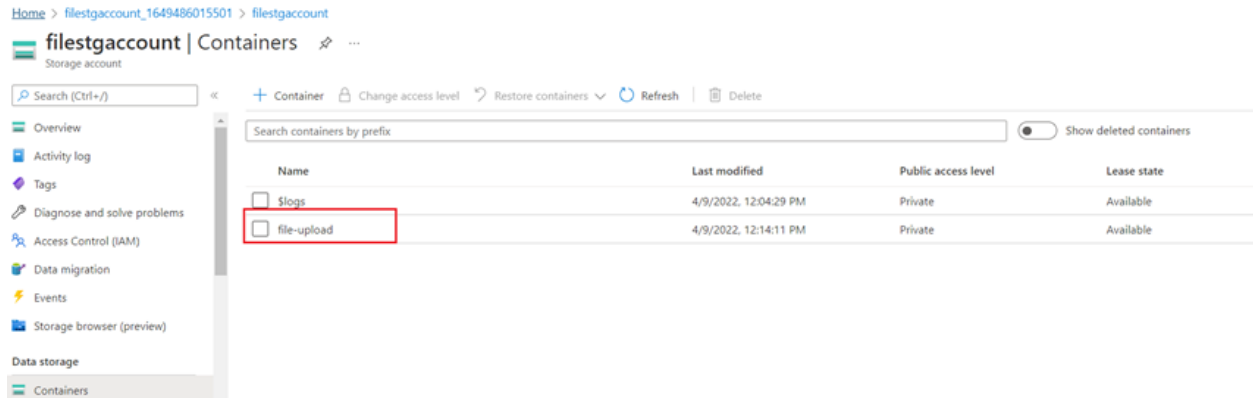 Home > filestgaccount_1649486015501 > filestgaccount
filestgaccount | Containers ...
Storage account
Search (Ctrl+/) «
+ Container Change access level Restore containers Refresh Delete
Overview
Search containers by prefix Show deleted containers
Activity log
Name Last modified Public access level Lease state
Tags
$logs 4/9/2022, 12:04:29 PM Private Available
Diagnose and solve problems
file-upload 4/9/2022, 12:14:11 PM Private Available
Access Control (IAM)
Data migration
Events
Storage browser (preview)
Data storage
Containers